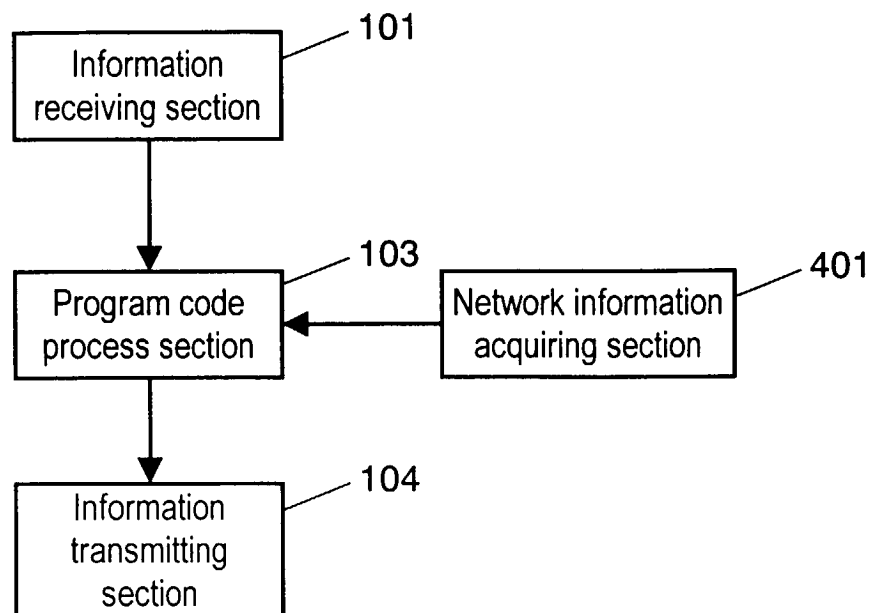 101
Information
receiving section
103
Program code
process section
401
Network information
acquiring section
104
Information
transmitting
section